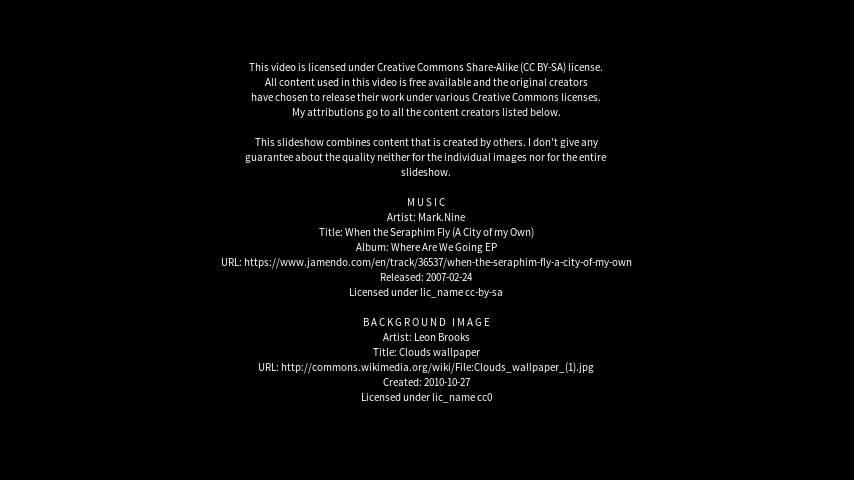 This video is licensed under Creative Commons Share-Alike (CC BY-SA) license.
All content used in this video is free available and the original creators
have chosen to release their work under various Creative Commons licenses.
My attributions go to all the content creators listed below.
This slideshow combines content that is created by others. I don't give any
guarantee about the quality neither for the individual images nor for the entire
slideshow.
MUSIC
Artist: Mark.Nine
Title: When the Seraphim Fly (A City of my Own)
Album: Where Are We Going EP
URL: https://www.jamendo.com/en/track/36537/when-the-seraphim-fly-a-city-of-my-own
Released: 2007-02-24
Licensed under lic_name cc-by-sa
BACKGROUND IMAGE
Artist: Leon Brooks
Title: Clouds wallpaper
URL: http://commons.wikimedia.org/wiki/File:Clouds_wallpaper_(1).jpg
Created: 2010-10-27
Licensed under lic_name cc0